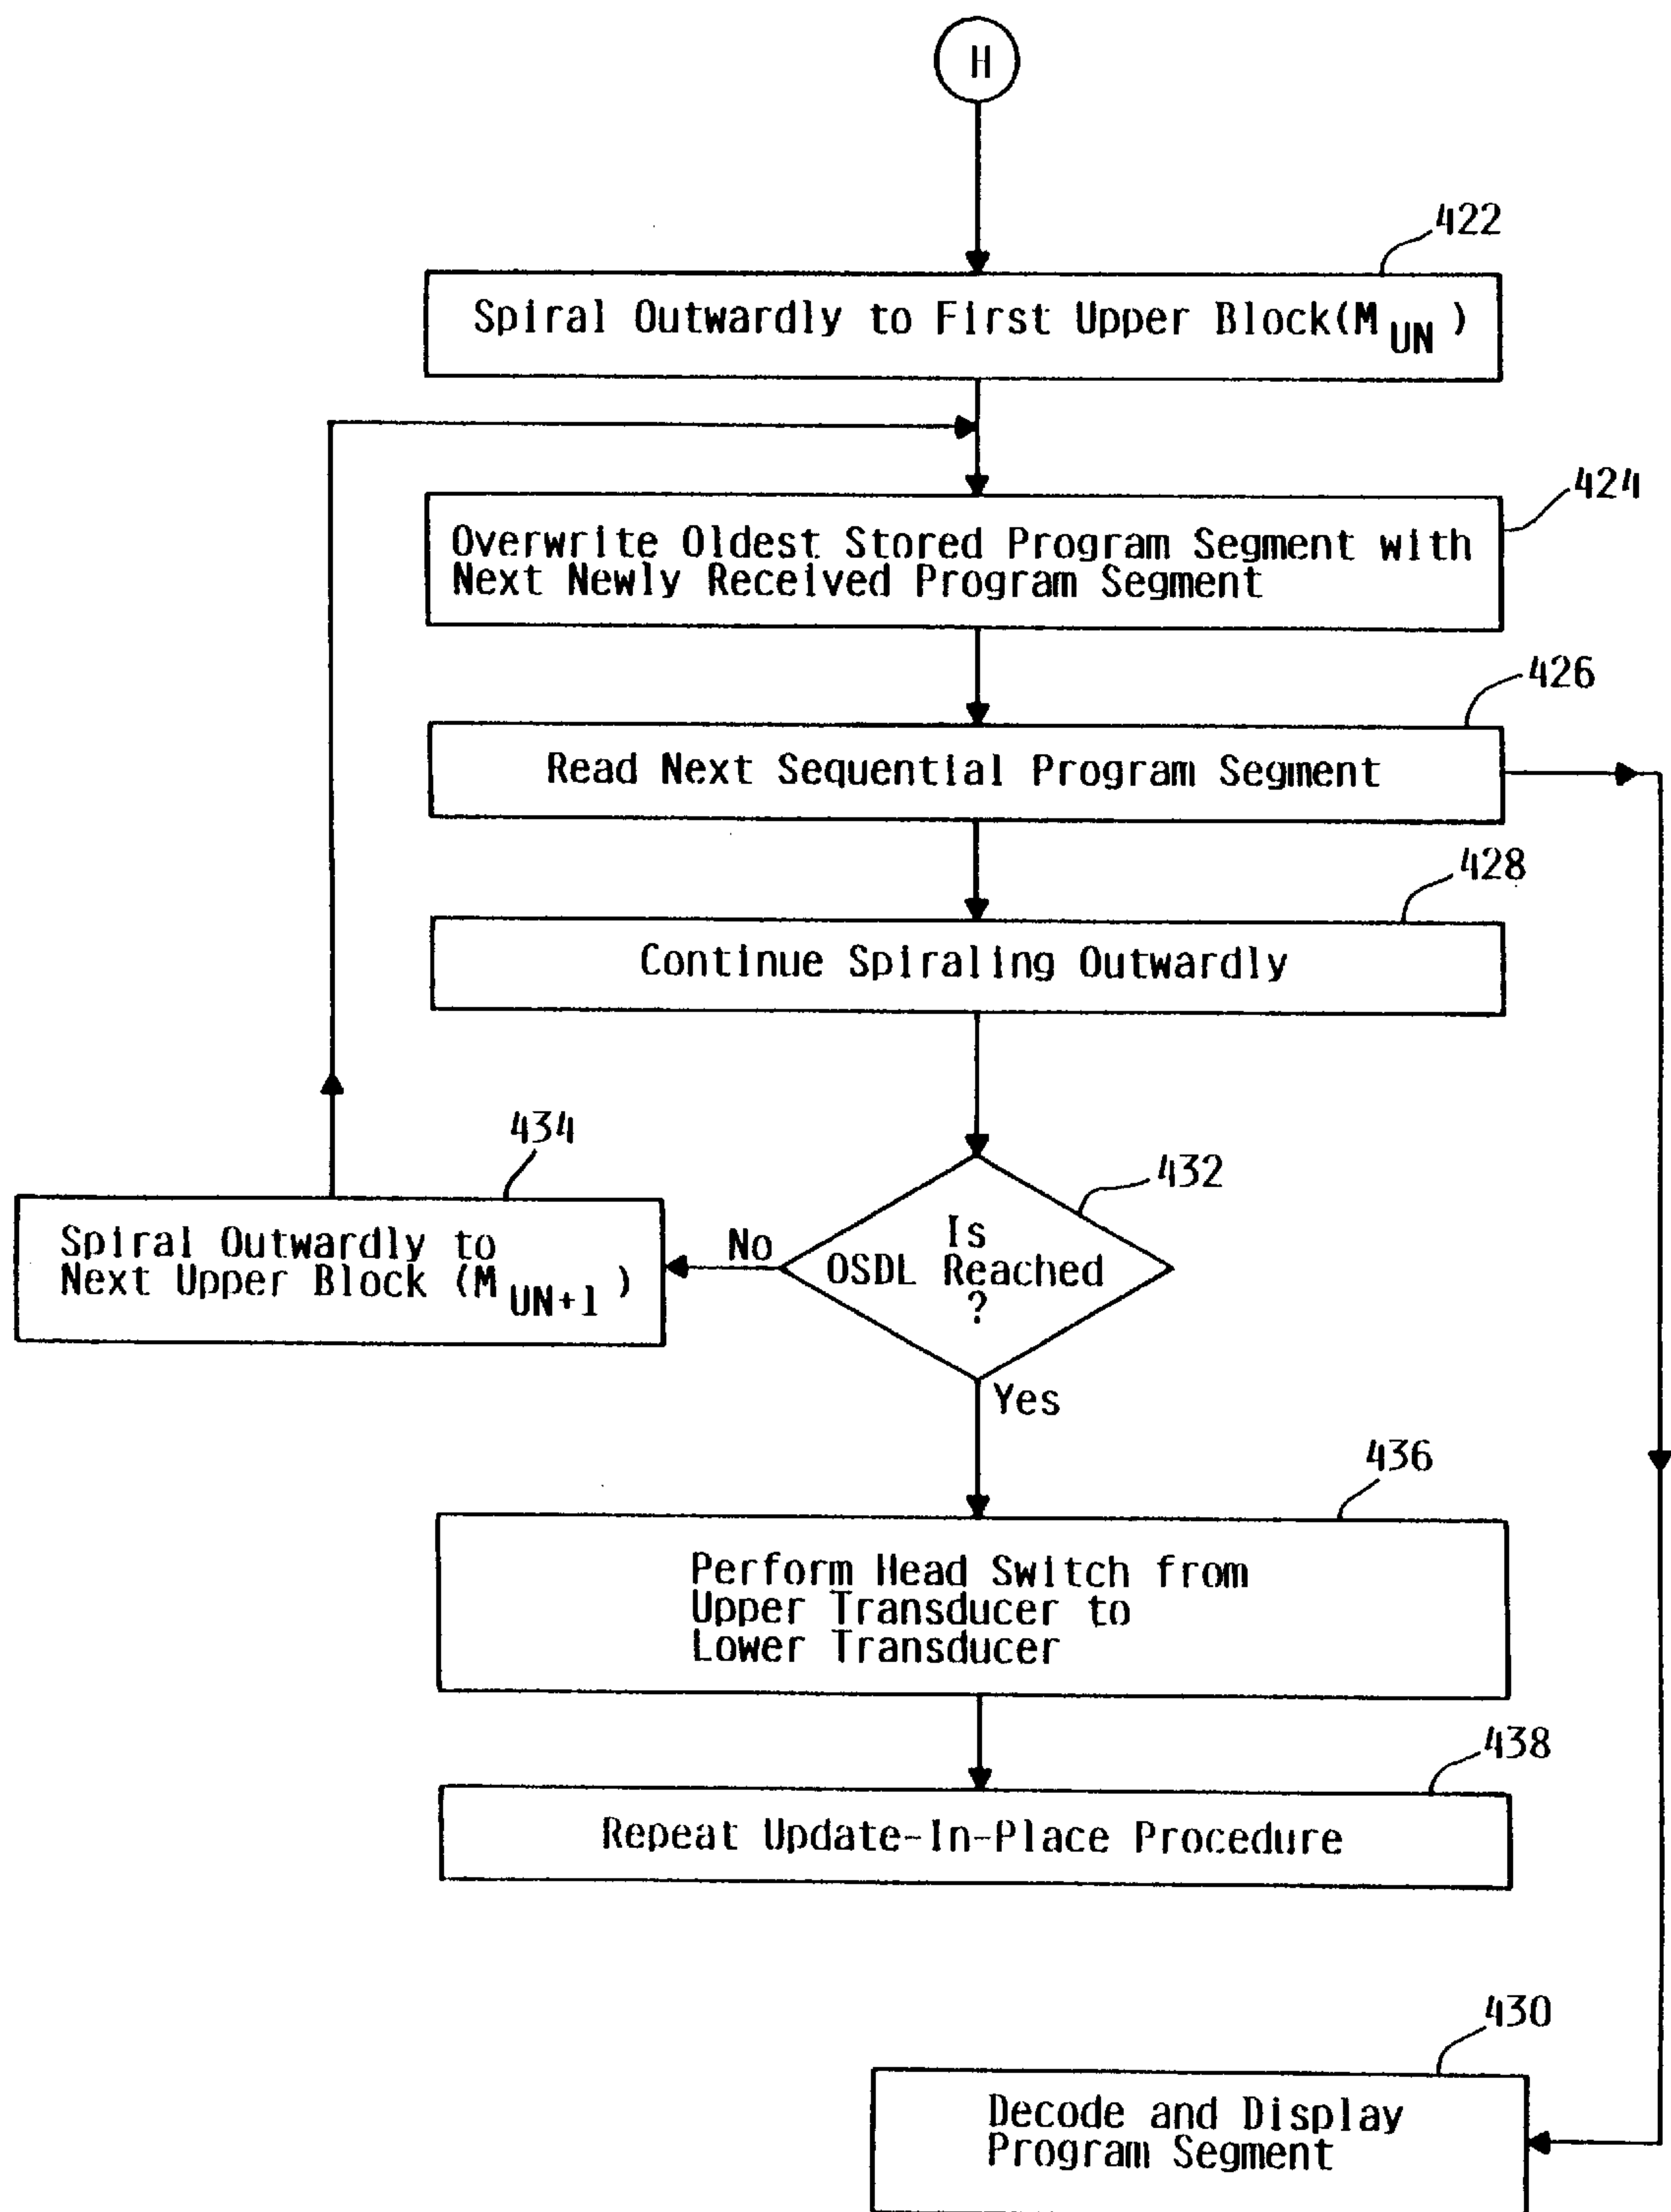 H
422
Spiral Outwardly to First Upper Block(M UN )
424
Overwrite Oldest Stored Program Segment with
Next Newly Received Program Segment
426
Read Next Sequential Program Segment
428
Continue Spiraling Outwardly
434
432
Spiral Outwardly to
Next Upper Block (M UN+1 )
No
Is
OSDL Reached
?
Yes
436
Perform Head Switch from
Upper Transducer to
Lower Transducer
438
Repeat Update-In-Place Procedure
430
Decode and Display
Program Segment